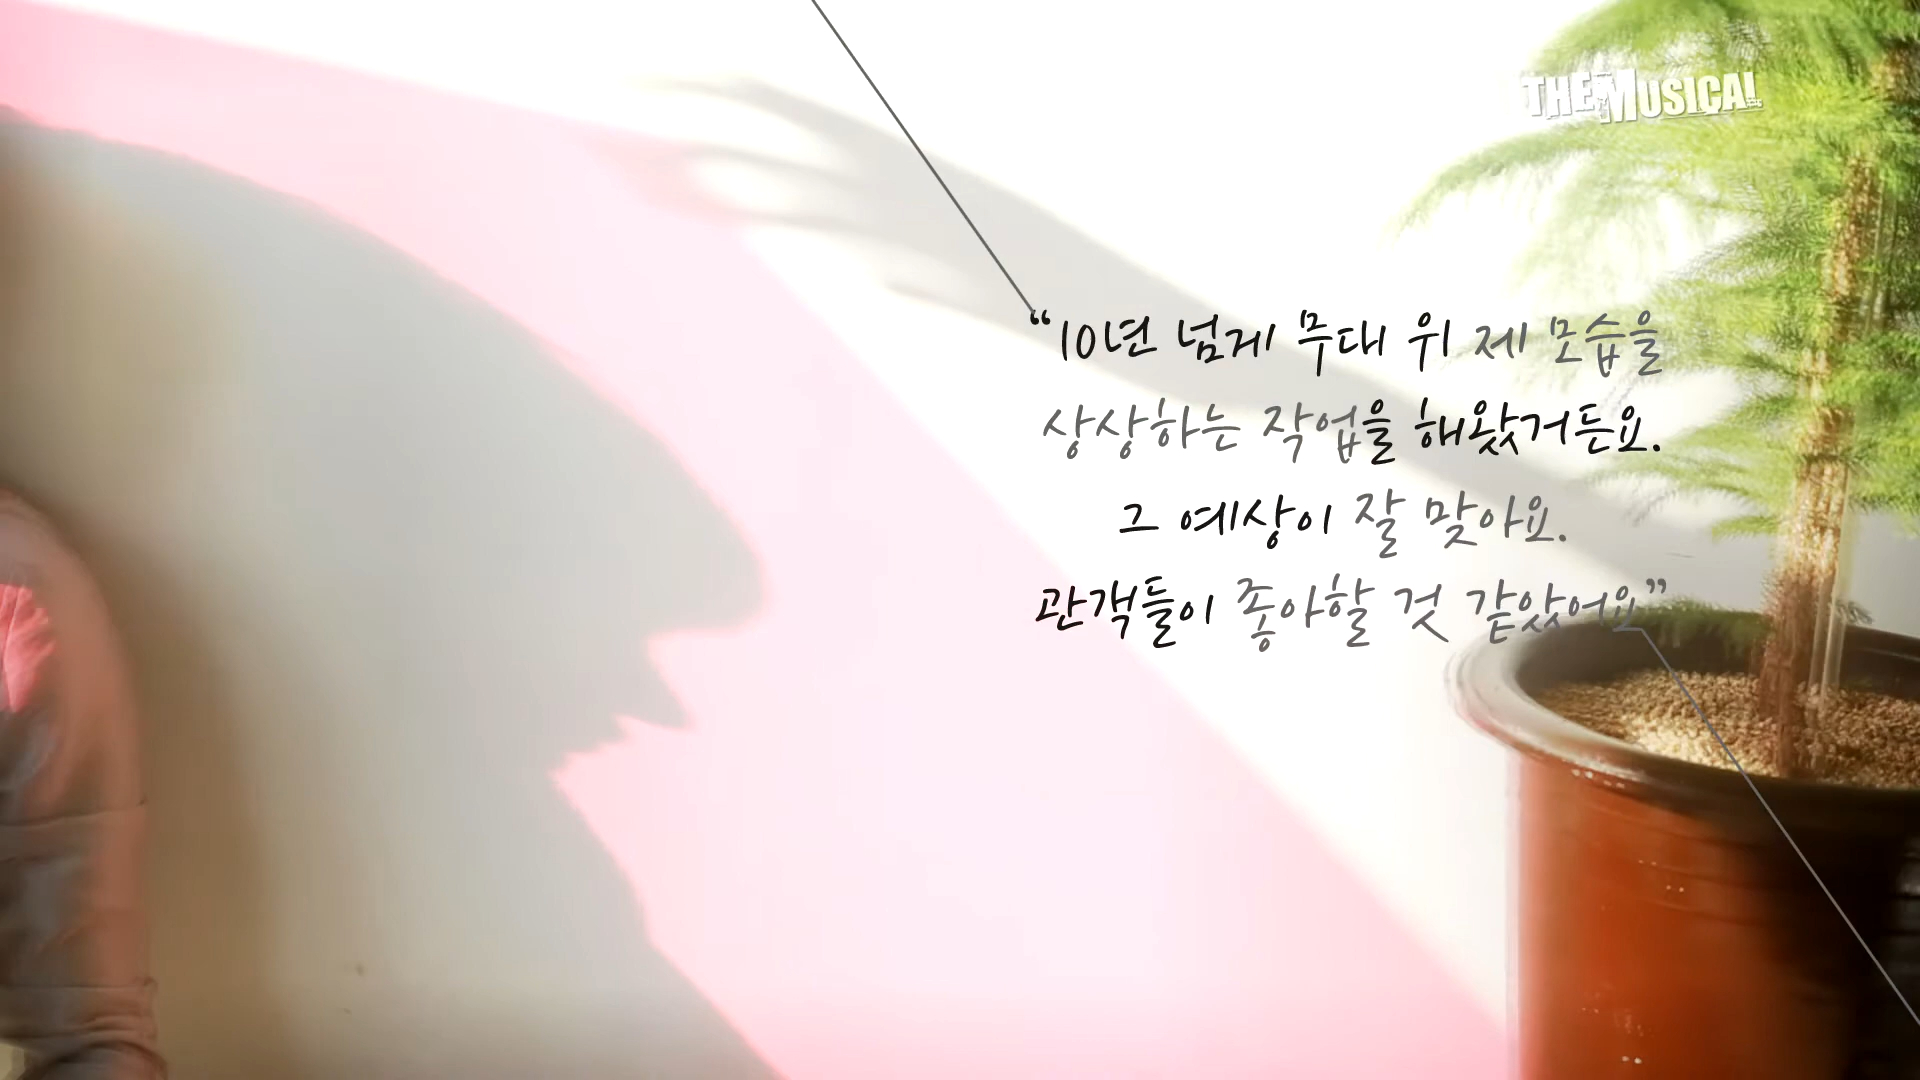 THE MUSICAL
“10년 넘게 무대 위 제 모습을
상상하는 작업을 해왔거든요.
그 예상이 잘 맞아요.
관객들이 좋아할 것 같았어요”